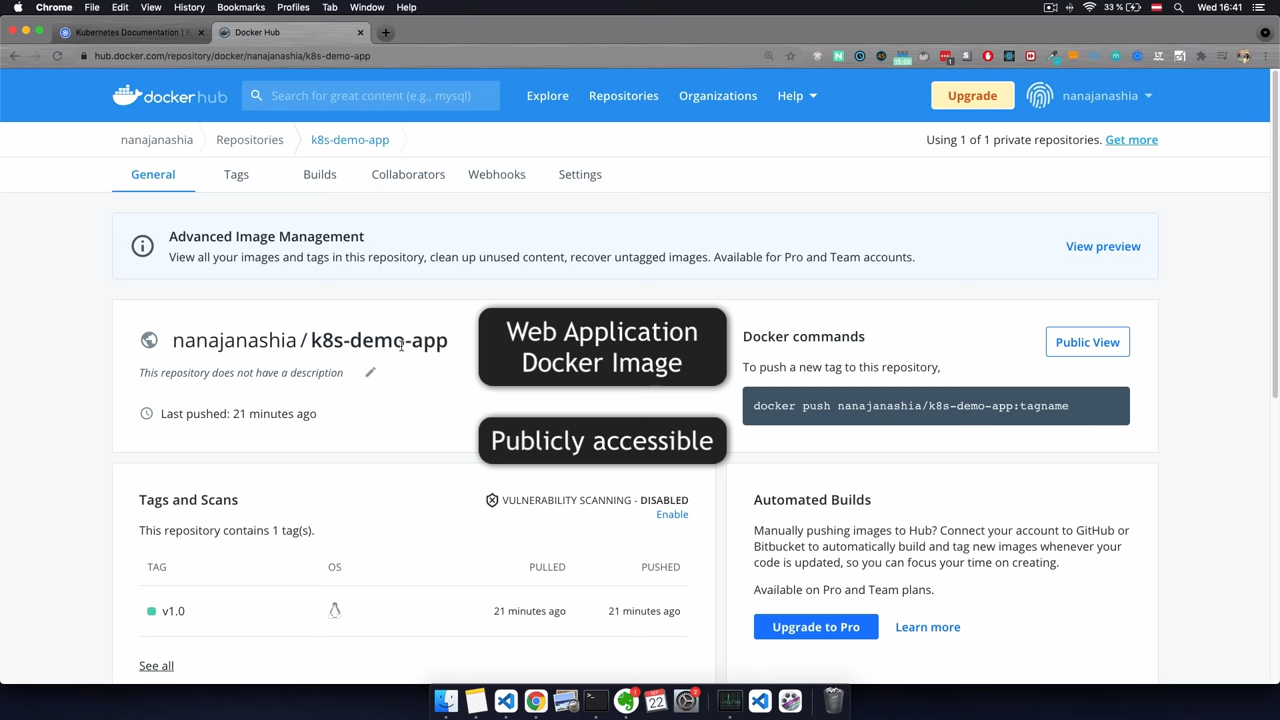 Chrome File Edit View History Bookmarks Profiles Tab Window Help 33 % Wed 16:41
Kubernetes Documentation | K Docker Hub
hub.docker.com/repository/docker/nanajanashia/k8s-demo-app
docker hub Search for great content (e.g., mysql) Explore Repositories Organizations Help Upgrade nanajanashia
nanajanashia Repositories k8s-demo-app Using 1 of 1 private repositories. Get more
General Tags Builds Collaborators Webhooks Settings
Advanced Image Management
View all your images and tags in this repository, clean up unused content, recover untagged images. Available for Pro and Team accounts.
View preview
nanajanashia / k8s-demo-app
This repository does not have a description
Last pushed: 21 minutes ago
Web Application
Docker Image
Publicly accessible
Docker commands
Public View
To push a new tag to this repository,
docker push nanajanashia/k8s-demo-app:tagname
Tags and Scans
VULNERABILITY SCANNING - DISABLED
Enable
This repository contains 1 tag(s).
TAG OS PULLED PUSHED
v1.0 21 minutes ago 21 minutes ago
See all
Automated Builds
Manually pushing images to Hub? Connect your account to GitHub or
Bitbucket to automatically build and tag new images whenever your
code is updated, so you can focus your time on creating.
Available on Pro and Team plans.
Upgrade to Pro Learn more